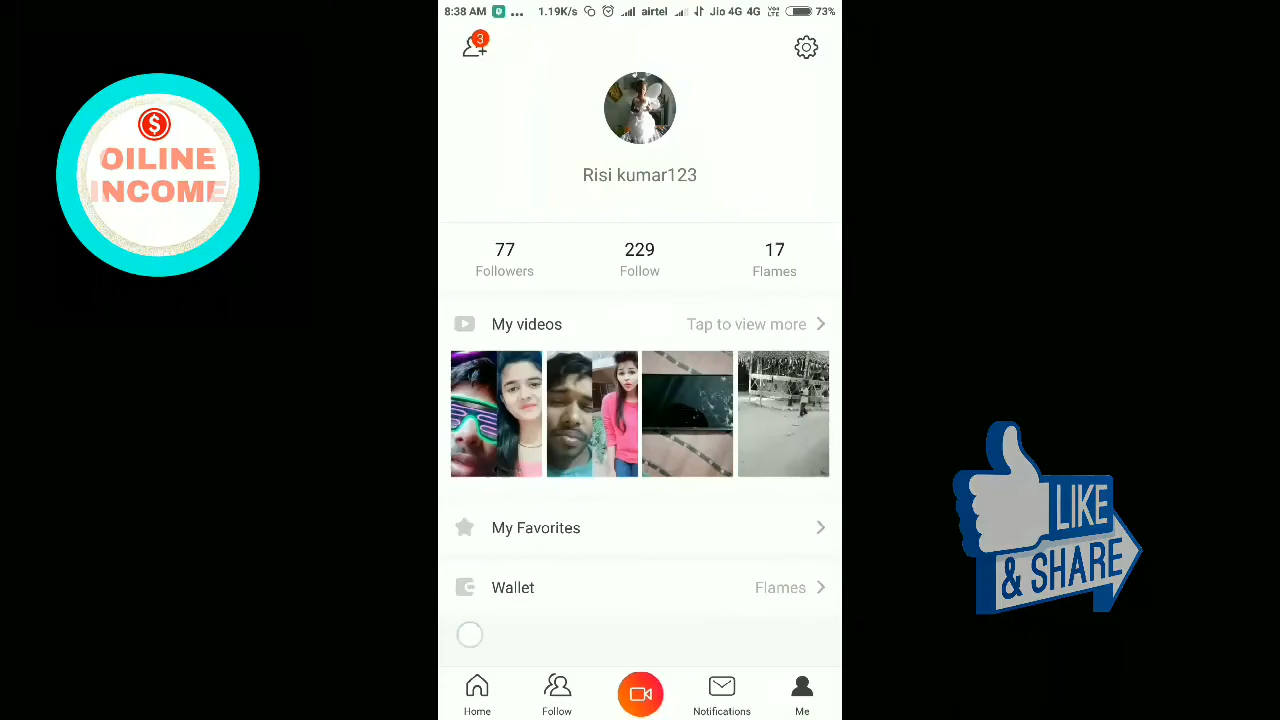 8:38 AM ... 1.19K/s airtel Jio 4G 4G VoLTE 73%
3
$
OILINE
INCOME
Risi kumar123
77 229 17
Followers Follow Flames
My videos Tap to view more
My Favorites
Wallet Flames
LIKE
& SHARE
Home Follow Notifications Me